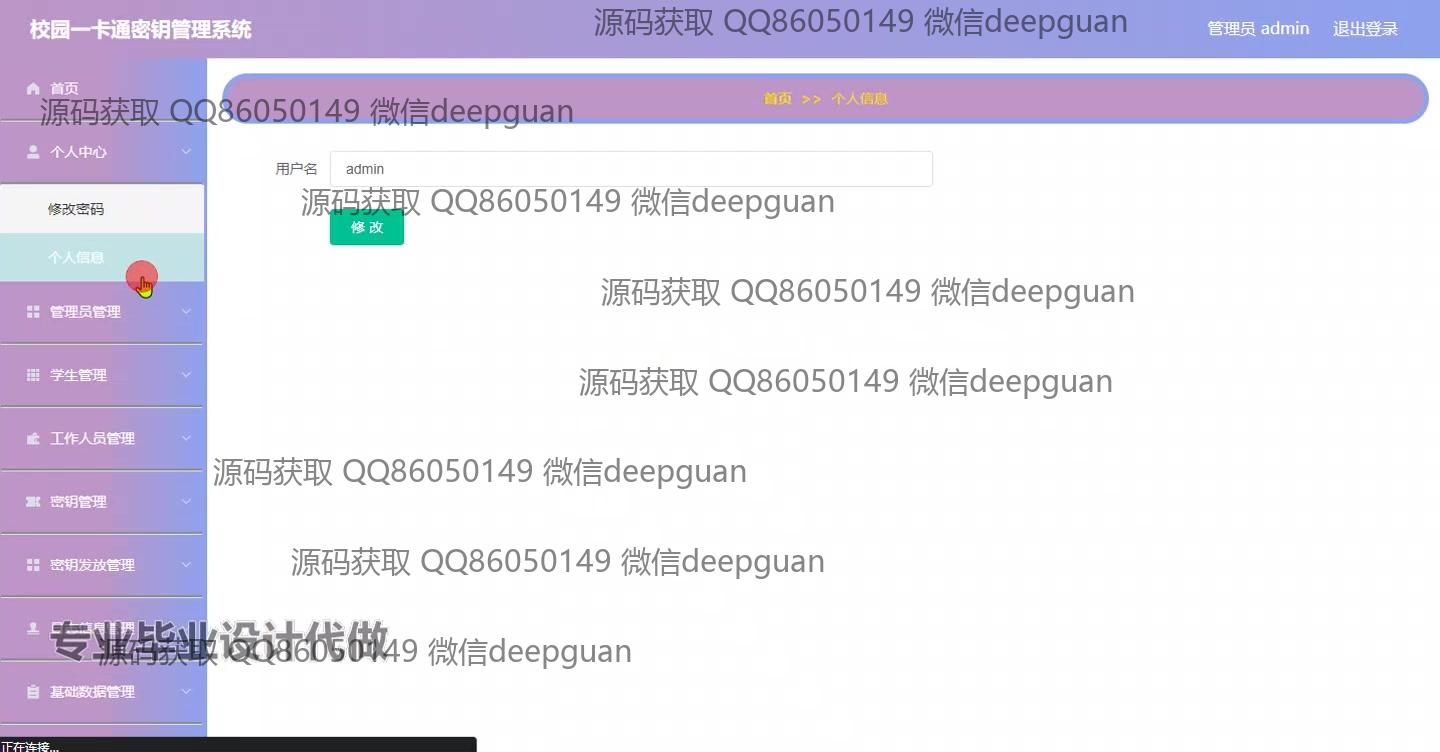 校园一卡通密钥管理系统
源码获取 QQ86050149 微信deepguan
管理员 admin
退出登录
首页
首页 >> 个人信息
源码获取 QQ86050149 微信deepguan
个人中心
用户名
admin
源码获取 QQ86050149 微信deepguan
修改密码
修改
个人信息
源码获取 QQ86050149 微信deepguan
管理员管理
学生管理
源码获取 QQ86050149 微信deepguan
工作人员管理
源码获取 QQ86050149 微信deepguan
密钥管理
密钥发放管理
源码获取 QQ86050149 微信deepguan
专业毕业设计代做
源码获取 QQ86050149 微信deepguan
基础数据管理
正在连接...